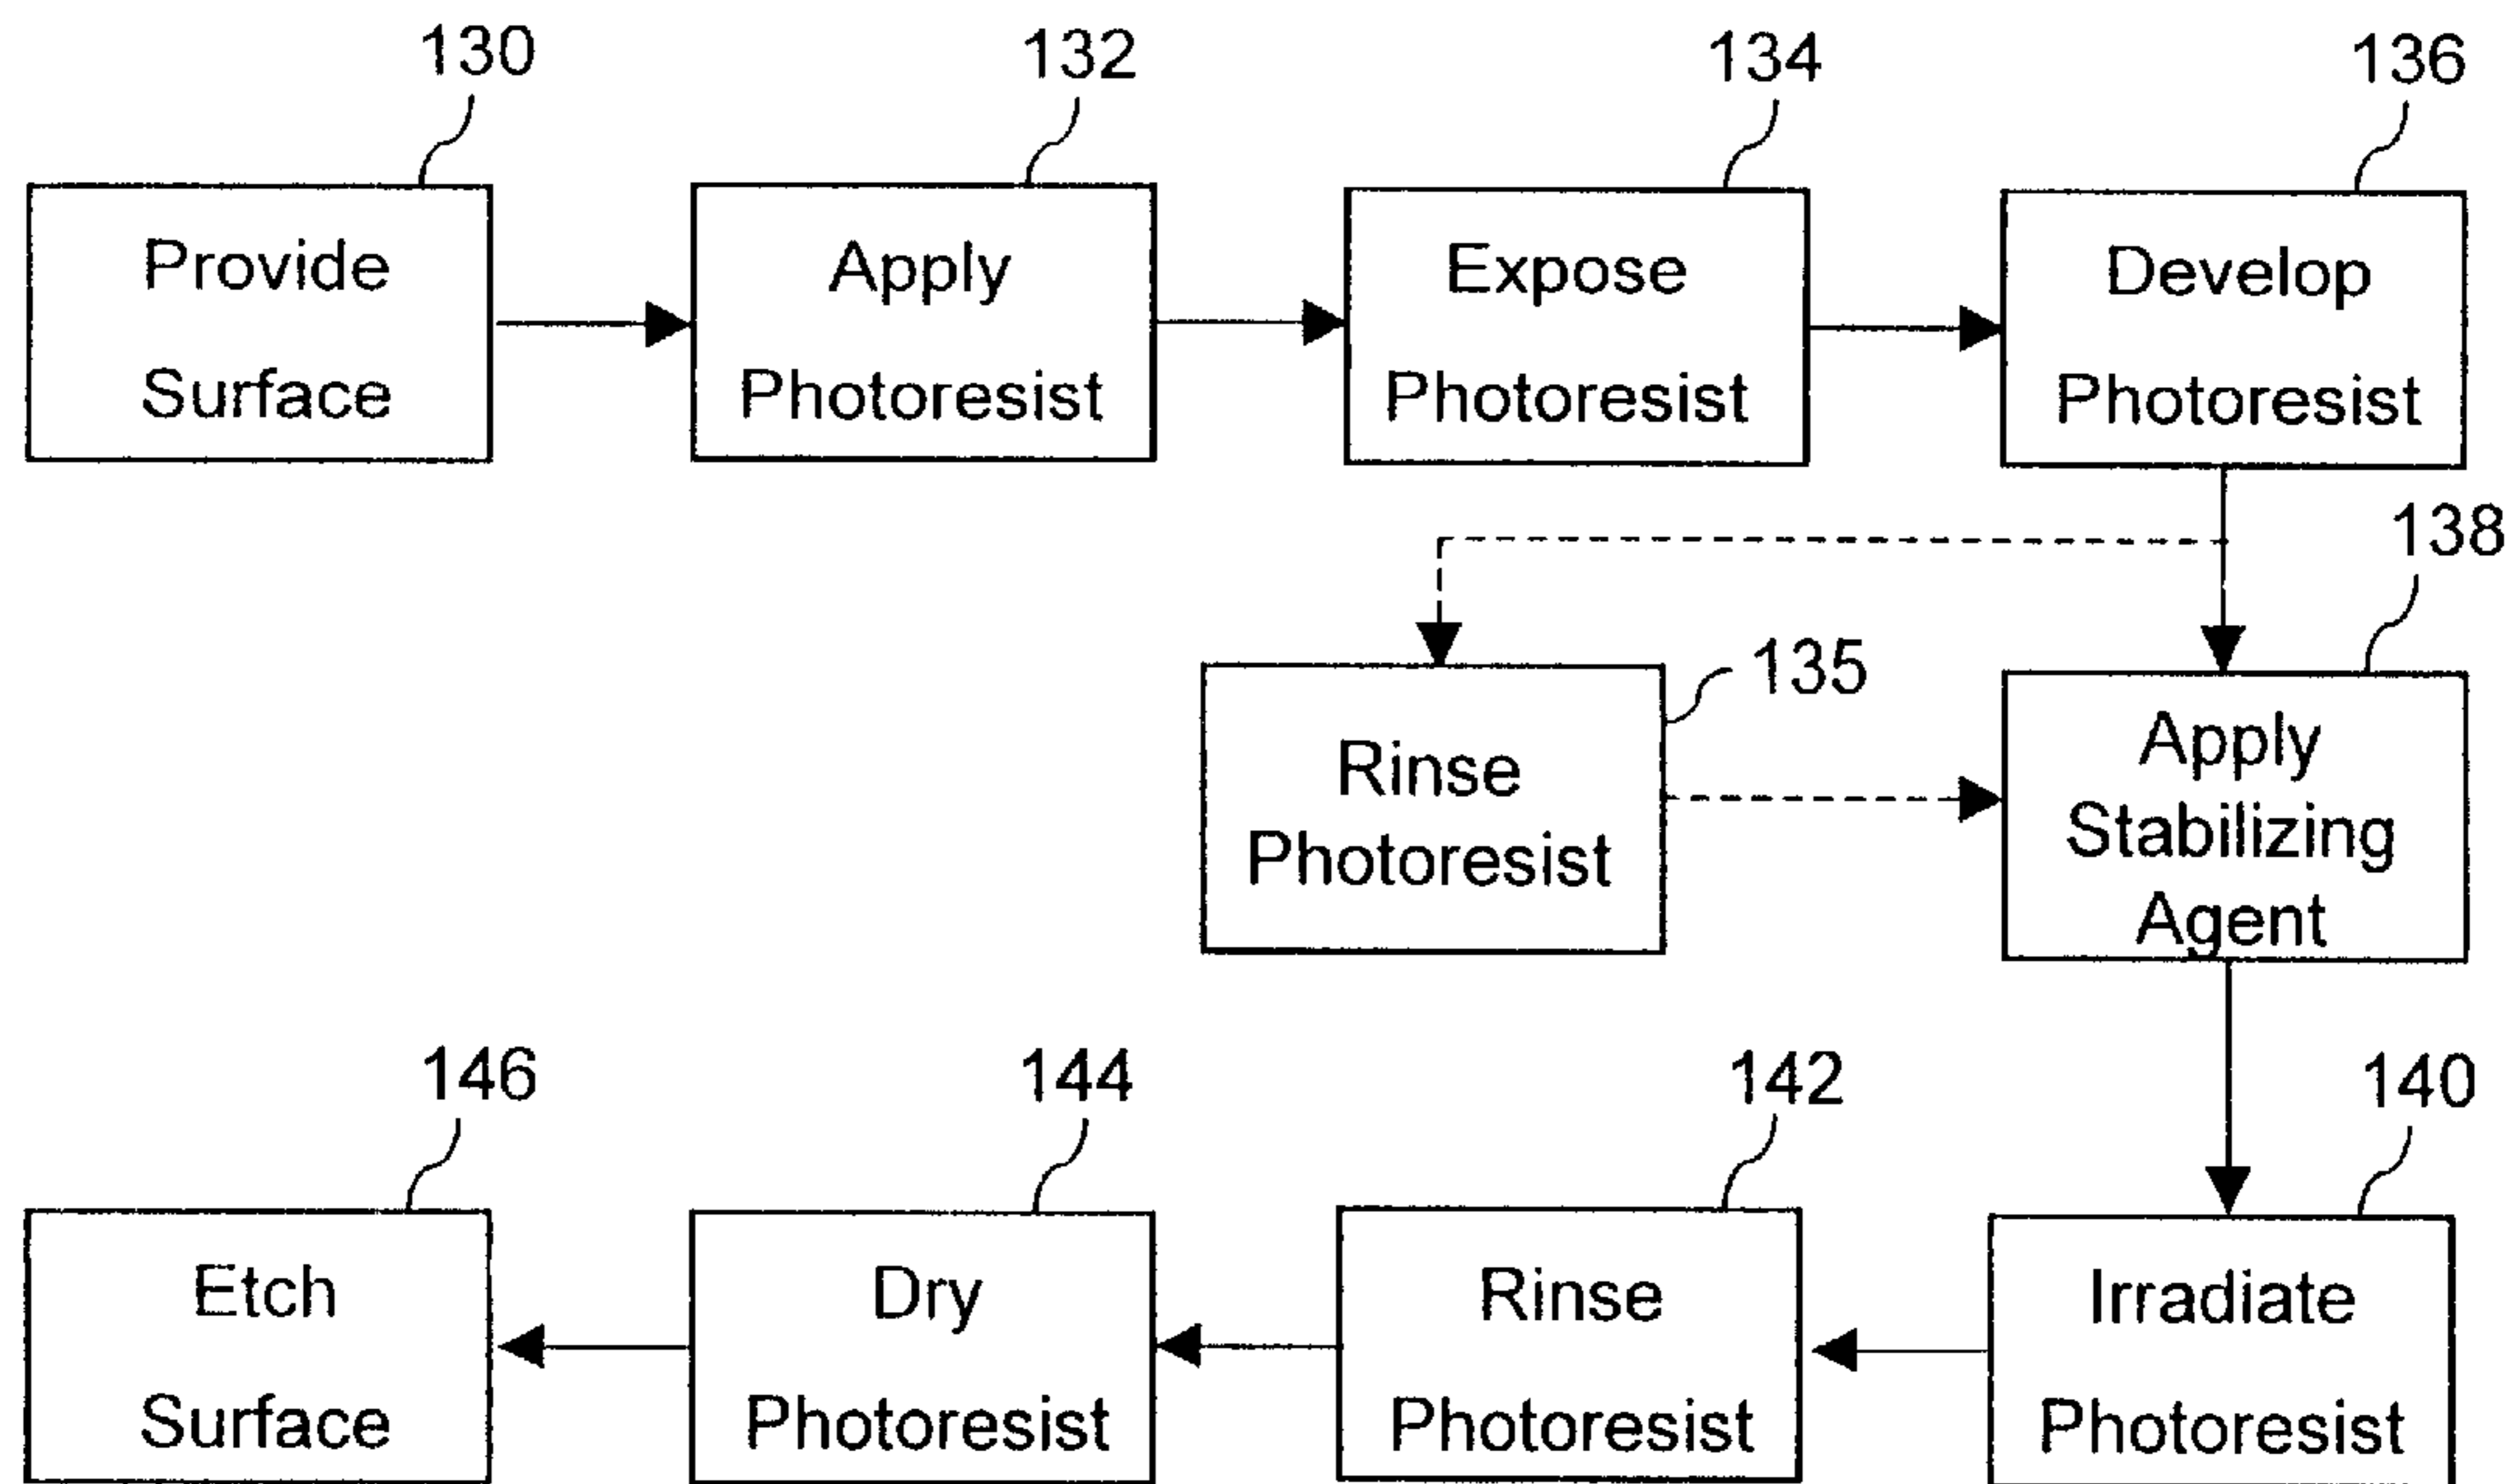 130
132
134
136
Provide
Surface
Apply
Photoresist
Expose
Photoresist
Develop
Photoresist
138
135
Rinse
Photoresist
Apply
Stabilizing
Agent
146
144
142
140
Etch
Surface
Dry
Photoresist
Rinse
Photoresist
Irradiate
Photoresist